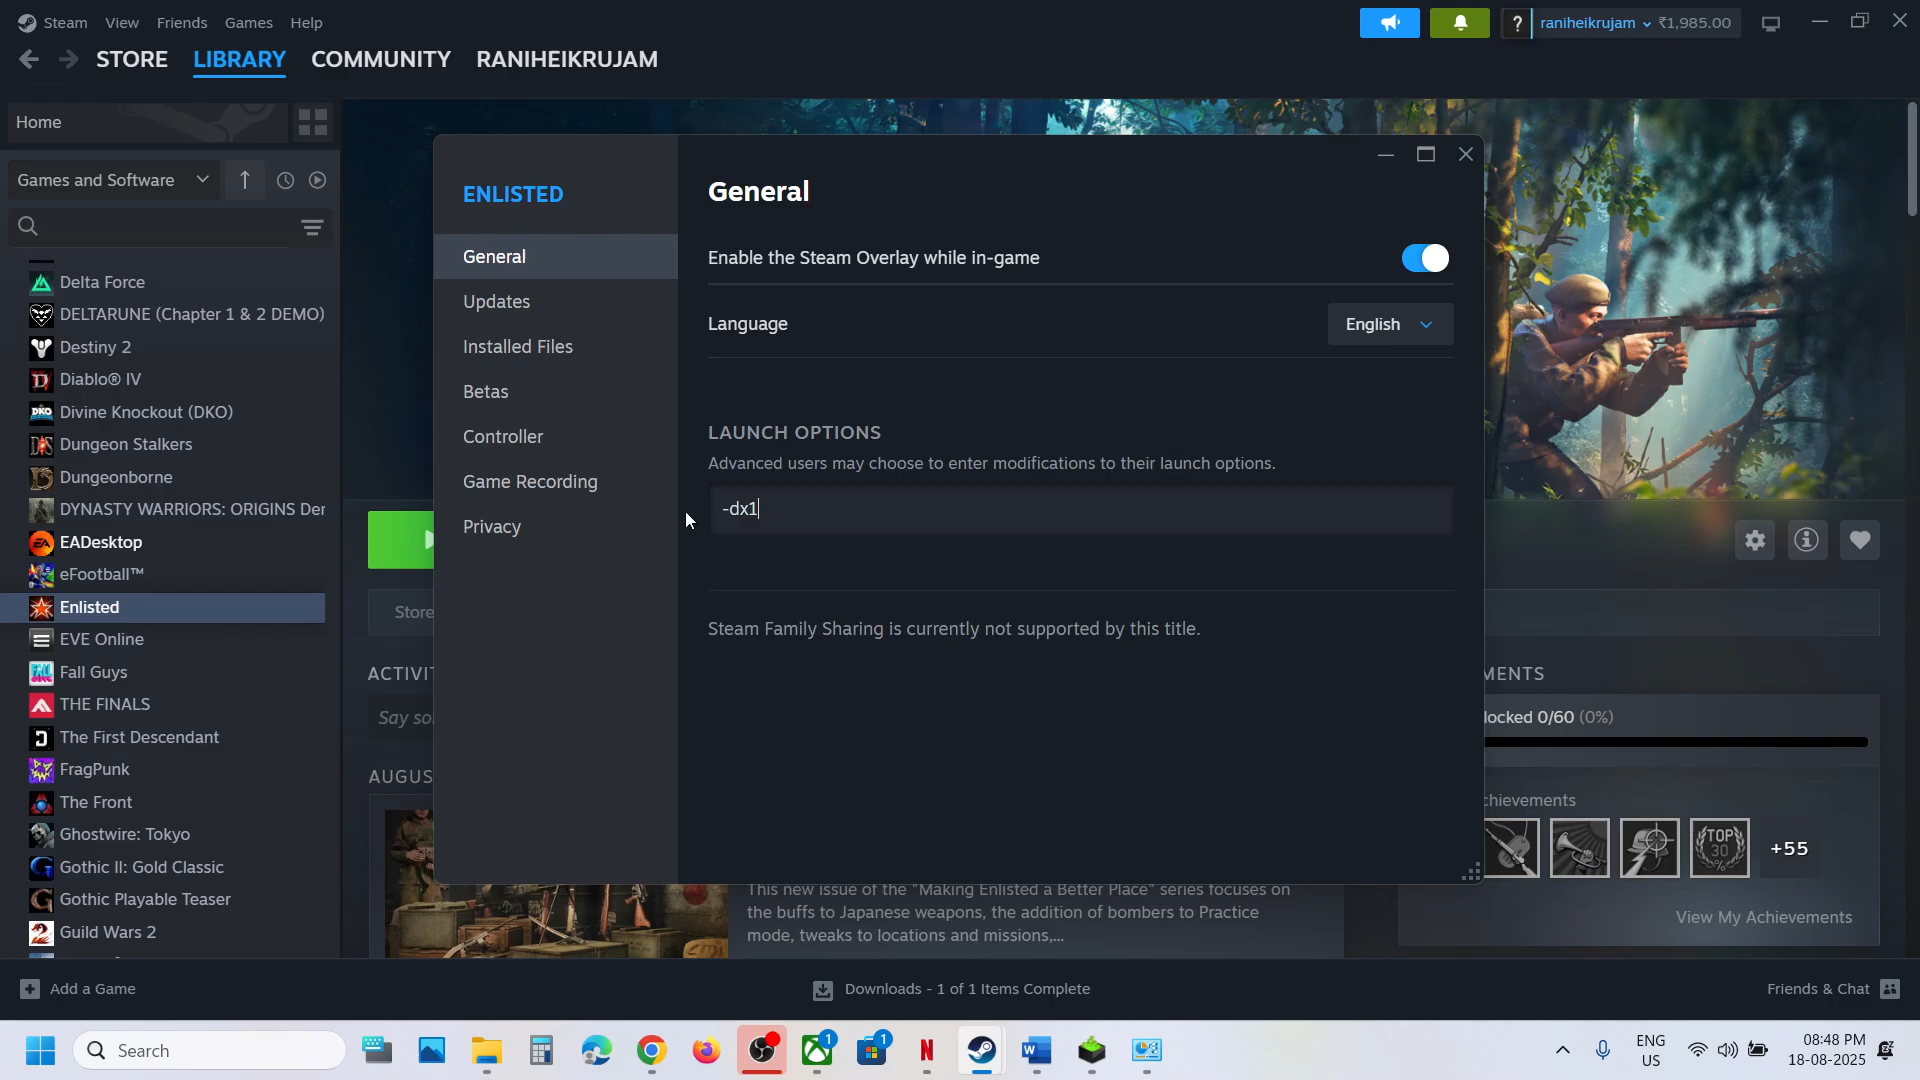 Steam View Friends Games Help
? raniheikrujam ₹1,985.00
STORE LIBRARY COMMUNITY RANIHEIKRUJAM
Home
Games and Software
Delta Force
DELTARUNE (Chapter 1 & 2 DEMO)
Destiny 2
Diablo® IV
Divine Knockout (DKO)
Dungeon Stalkers
Dungeonborne
DYNASTY WARRIORS: ORIGINS Der
EADesktop
eFootball™
Enlisted
EVE Online
Fall Guys
THE FINALS
The First Descendant
FragPunk
The Front
Ghostwire: Tokyo
Gothic II: Gold Classic
Gothic Playable Teaser
Guild Wars 2
ENLISTED
General
Updates
Installed Files
Betas
Controller
Game Recording
Privacy
General
Enable the Steam Overlay while in-game
Language English
LAUNCH OPTIONS
Advanced users may choose to enter modifications to their launch options.
-dx1
Steam Family Sharing is currently not supported by this title.
Store
ACTIVIT
Say so
AUGUS
This new issue of the "Making Enlisted a Better Place" series focuses on
the buffs to Japanese weapons, the addition of bombers to Practice
mode, tweaks to locations and missions,...
MENTS
locked 0/60 (0%)
chievements
TOP
30
%
+55
View My Achievements
Add a Game
Downloads - 1 of 1 Items Complete
Friends & Chat
Search
1
1
ENG
US
08:48 PM
18-08-2025